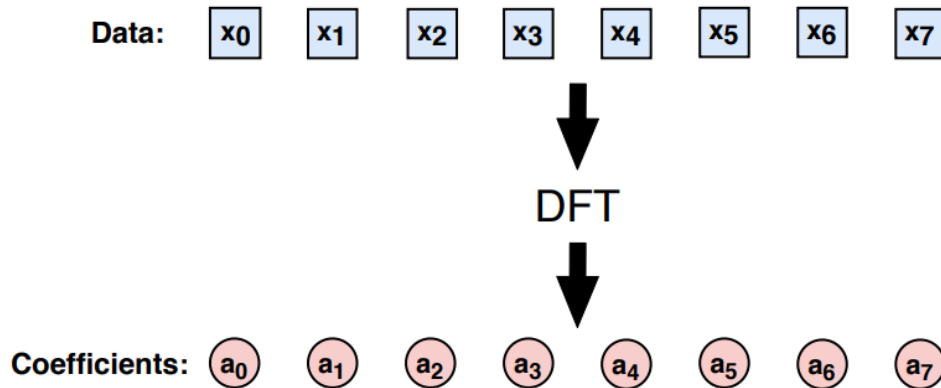 Data: x0 x1 x2 x3 x4 x5 x6 x7
DFT
Coefficients: a0 a1 a2 a3 a4 a5 a6 a7